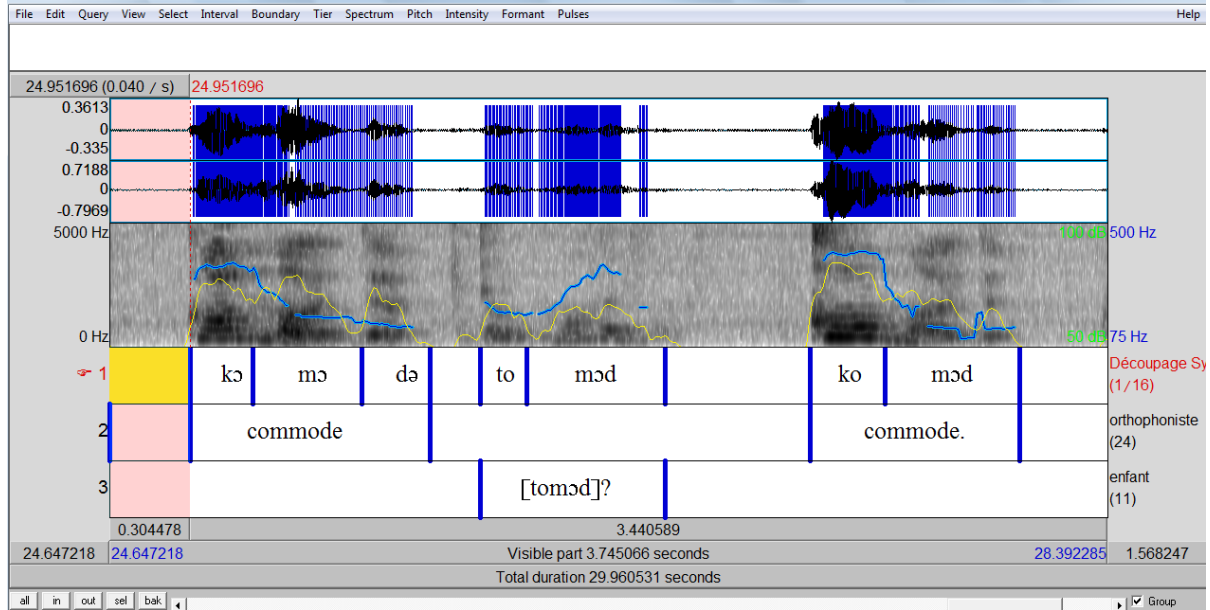 File Edit Query View Select Interval Boundary Tier Spectrum Pitch Intensity Formant Pulses Help
24.951696 (0.040 / s) 24.951696
0.3613
0
-0.335
0.7188
0
-0.7969
5000 Hz 100 dB 500 Hz
0 Hz 50 dB 75 Hz
1 kɔ mɔ də to mɔd ko mɔd Découpage Sy
(1/16)
2 commode commode. orthophoniste
(24)
3 [tomɔd]? enfant
(11)
0.304478 3.440589
24.647218 24.647218 Visible part 3.745066 seconds 28.392285 1.568247
Total duration 29.960531 seconds
all in out sel bak Group